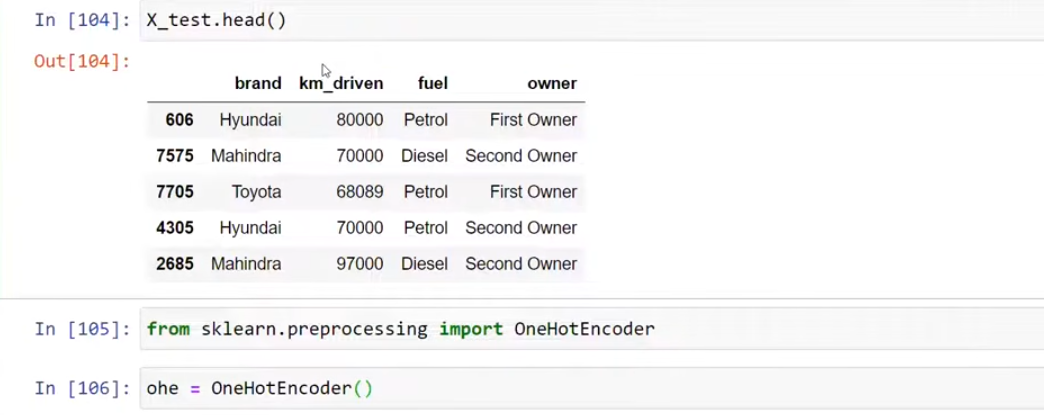 In [104]: X_test.head()
Out[104]:
brand km_driven fuel owner
606 Hyundai 80000 Petrol First Owner
7575 Mahindra 70000 Diesel Second Owner
7705 Toyota 68089 Petrol First Owner
4305 Hyundai 70000 Petrol Second Owner
2685 Mahindra 97000 Diesel Second Owner
In [105]: from sklearn.preprocessing import OneHotEncoder
In [106]: ohe = OneHotEncoder()